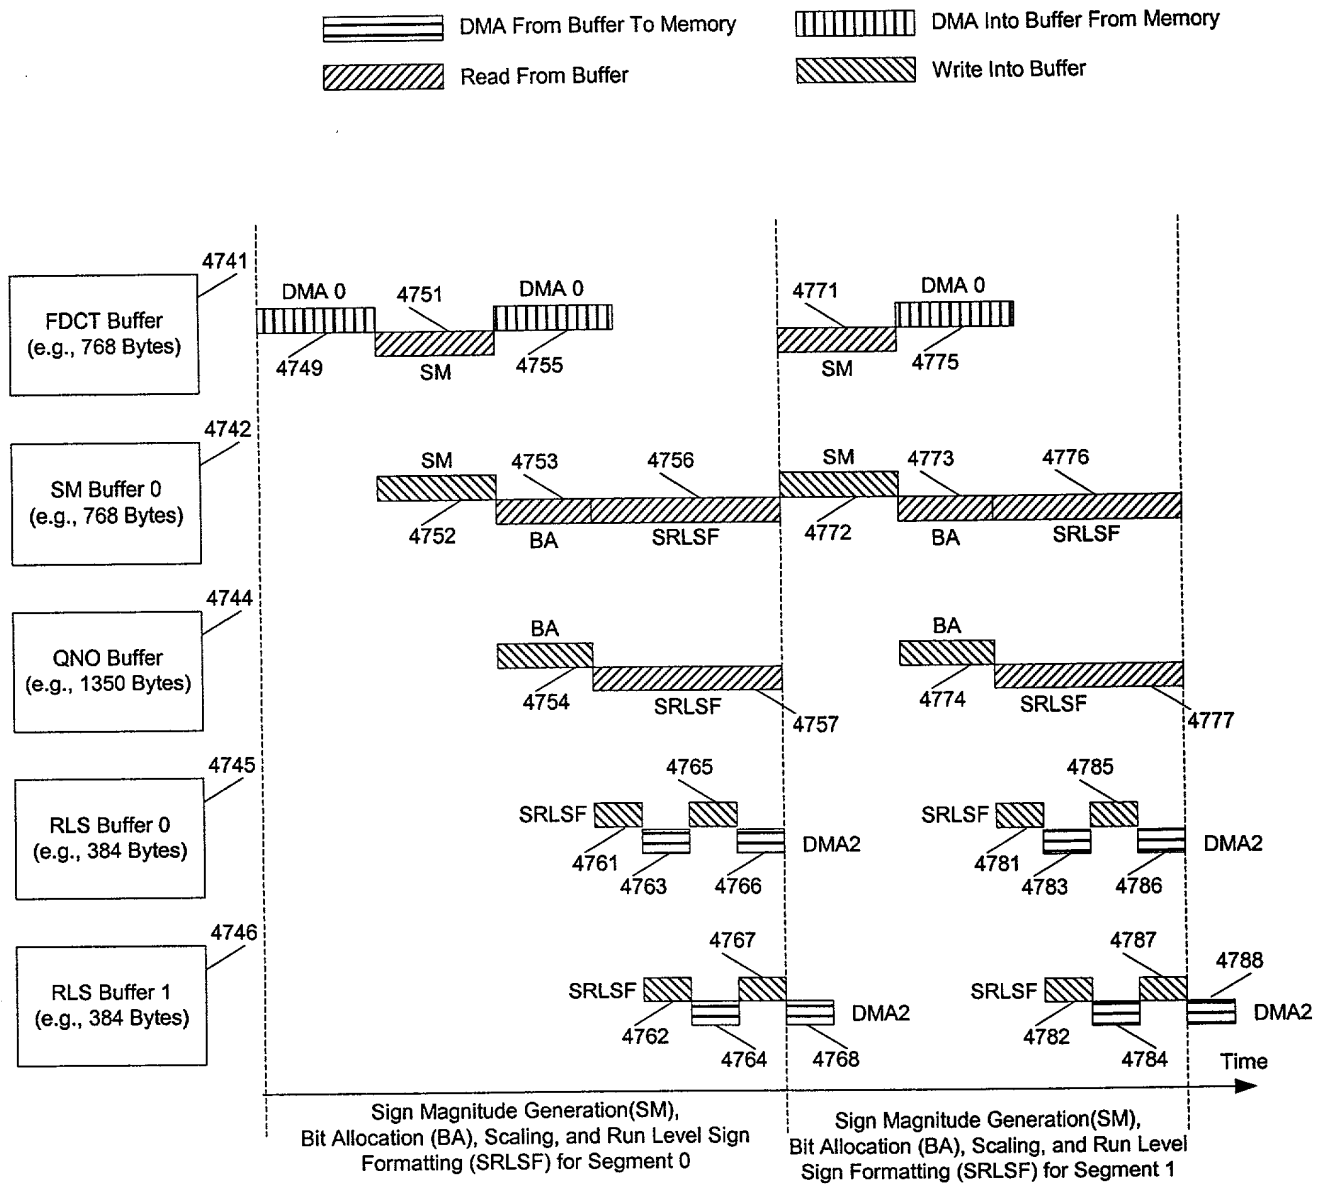 DMA From Buffer To Memory
DMA Into Buffer From Memory
Read From Buffer
Write Into Buffer
4741
FDCT Buffer
(e.g., 768 Bytes)
DMA 0
4749
4751
SM
DMA 0
4755
4771
SM
DMA 0
4775
4742
SM Buffer 0
(e.g., 768 Bytes)
SM
4752
4753
BA
4756
SRLSF
SM
4772
4773
BA
4776
SRLSF
4744
QNO Buffer
(e.g., 1350 Bytes)
BA
4754
SRLSF
4757
BA
4774
SRLSF
4777
4745
RLS Buffer 0
(e.g., 384 Bytes)
SRLSF
4761
4763
4765
4766
DMA2
SRLSF
4781
4783
4785
4786
DMA2
4746
RLS Buffer 1
(e.g., 384 Bytes)
SRLSF
4762
4764
4767
4768
DMA2
SRLSF
4782
4784
4787
4788
DMA2
Time
Sign Magnitude Generation(SM),
Bit Allocation (BA), Scaling, and Run Level Sign
Formatting (SRLSF) for Segment 0
Sign Magnitude Generation(SM),
Bit Allocation (BA), Scaling, and Run Level
Sign Formatting (SRLSF) for Segment 1